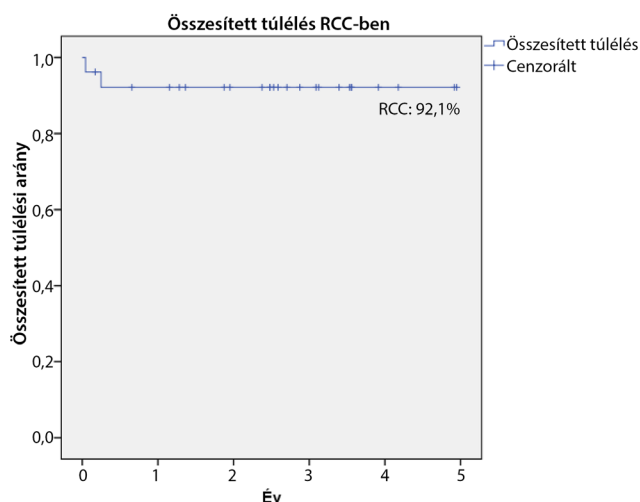 Összesített túlélés RCC-ben
Összesített túlélés
Cenzorált
RCC: 92,1%
Összesített túlélési arány
1,0
0,8
0,6
0,4
0,2
0,0
0 1 2 3 4 5
Év